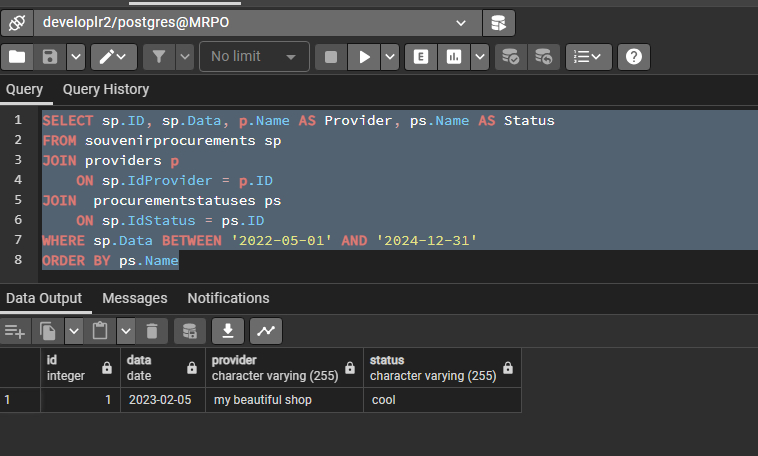 developlr2/postgres@MRPO
No limit
E
Query Query History
1 SELECT sp.ID, sp.Data, p.Name AS Provider, ps.Name AS Status
2 FROM souvenirprocurements sp
3 JOIN providers p
4 ON sp.IdProvider = p.ID
5 JOIN procurementstatuses ps
6 ON sp.IdStatus = ps.ID
7 WHERE sp.Data BETWEEN '2022-05-01' AND '2024-12-31'
8 ORDER BY ps.Name
Data Output Messages Notifications
id data provider status
integer date character varying (255) character varying (255)
1 1 2023-02-05 my beautiful shop cool